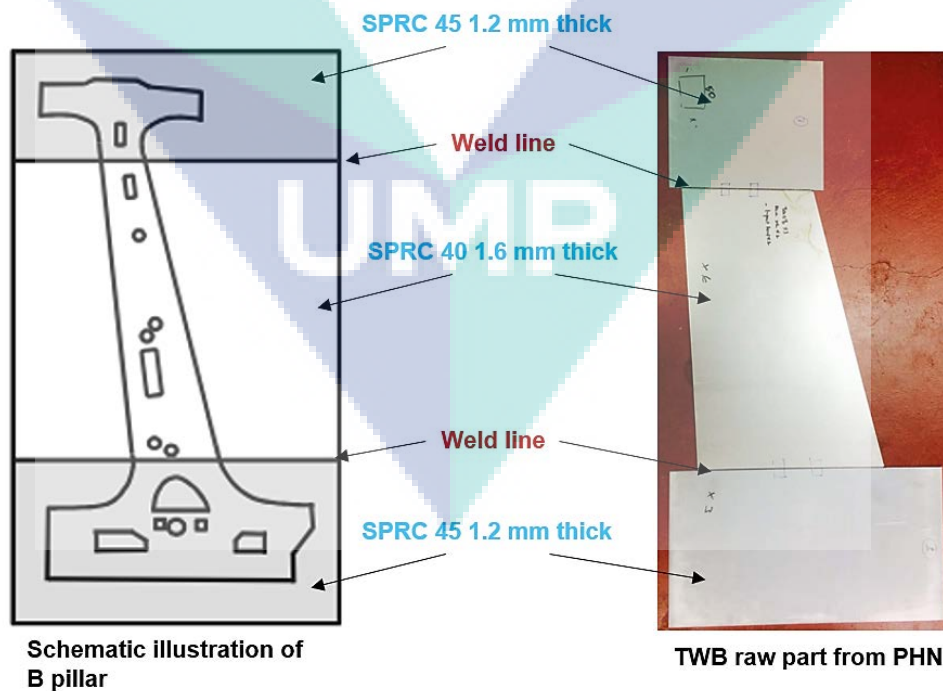 SPRC 45 1.2 mm thick
Weld line
UMP
SPRC 40 1.6 mm thick
Weld line
SPRC 45 1.2 mm thick
Schematic illustration of
B pillar
TWB raw part from PHN